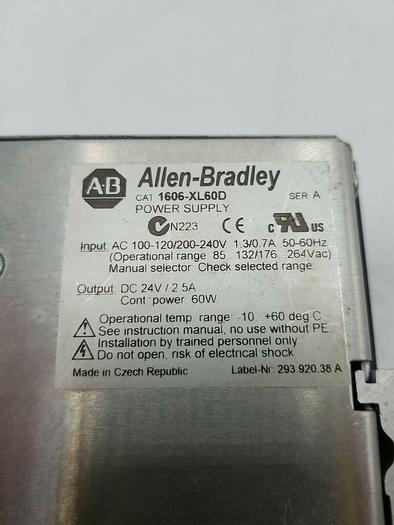 AB Allen-Bradley
CAT 1606-XL60D SER A
POWER SUPPLY
N223 CE c UL US
Input: AC 100-120/200-240V 1.3/0.7A 50-60Hz
(Operational range 85...132/176...264Vac)
Manual selector. Check selected range.
Output: DC 24V / 2.5A
Cont power 60W
Operational temp. range -10...+60 deg C
See instruction manual, no use without PE
Installation by trained personnel only
Do not open, risk of electrical shock
Made in Czech Republic Label-Nr: 293.920.38 A